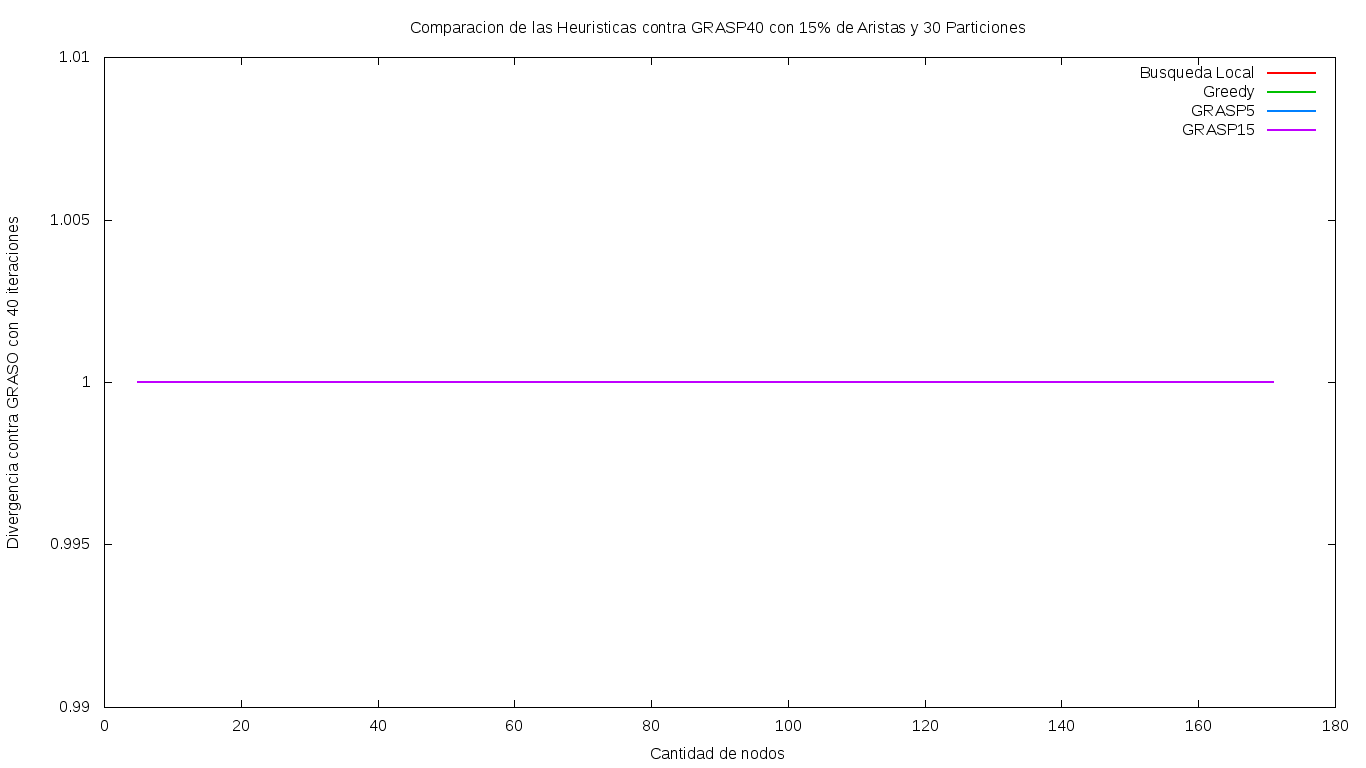 Comparacion de las Heuristicas contra GRASP40 con 15% de Aristas y 30 Particiones
Busqueda Local
Greedy
GRASP5
GRASP15
Divergencia contra GRASO con 40 iteraciones
1.01
1.005
1
0.995
0.99
0 20 40 60 80 100 120 140 160 180
Cantidad de nodos